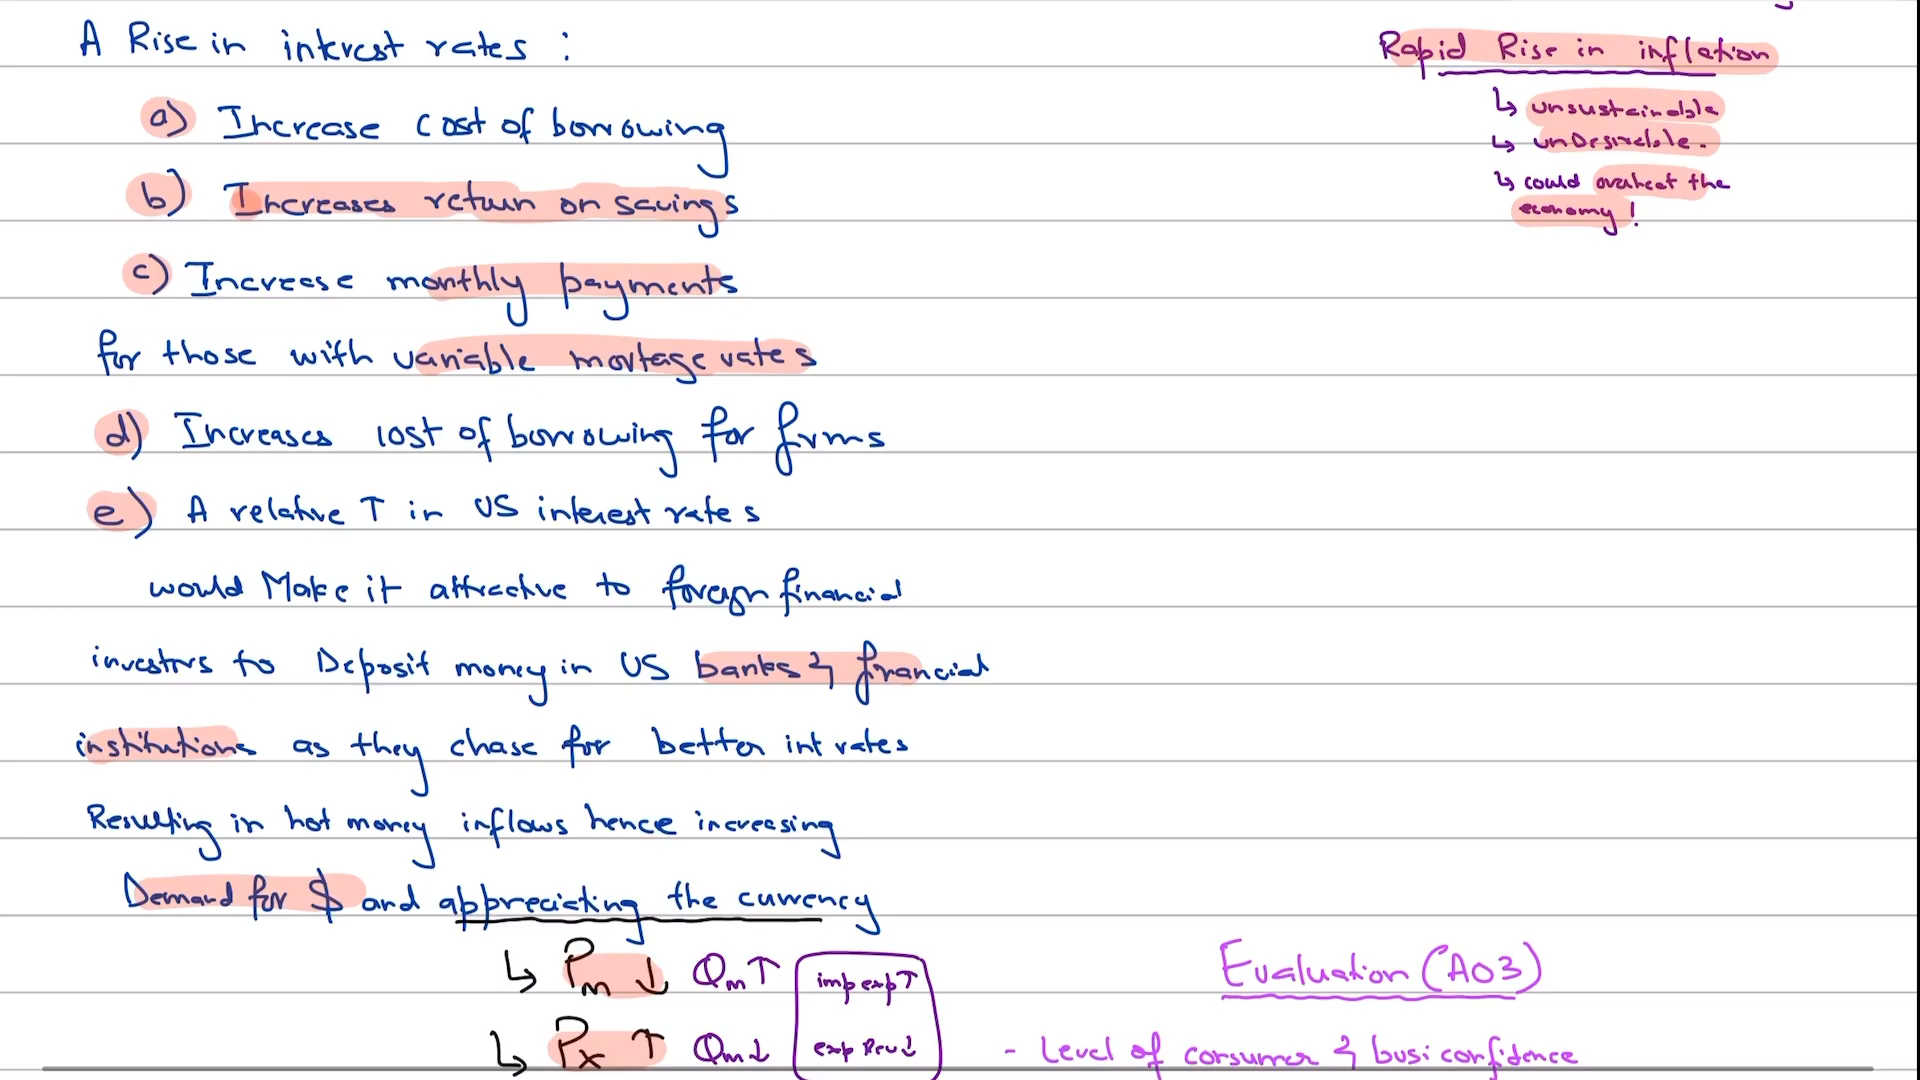 A Rise in interest rates :
a) Increase cost of borrowing
b) Increases return on savings
c) Increase monthly payments
for those with variable mortage rates
d) Increases cost of borrowing for firms
e) A relative ↑ in US interest rates
would Make it attractive to foreign financial
investors to Deposit money in US banks & financial
institutions as they chase for better int rates
Resulting in hot money inflows hence increasing
Demand for $ and appreciating the currency
↳ Pm ↓ Qm↑ imp exp↑
↳ Px ↑ Qm↓ exp Rev↓
Rapid Rise in inflation
↳ unsustainable
↳ unDesirable.
↳ could overheat the
economy !
Evaluation (AO3)
- Level of consumer & busi confidence